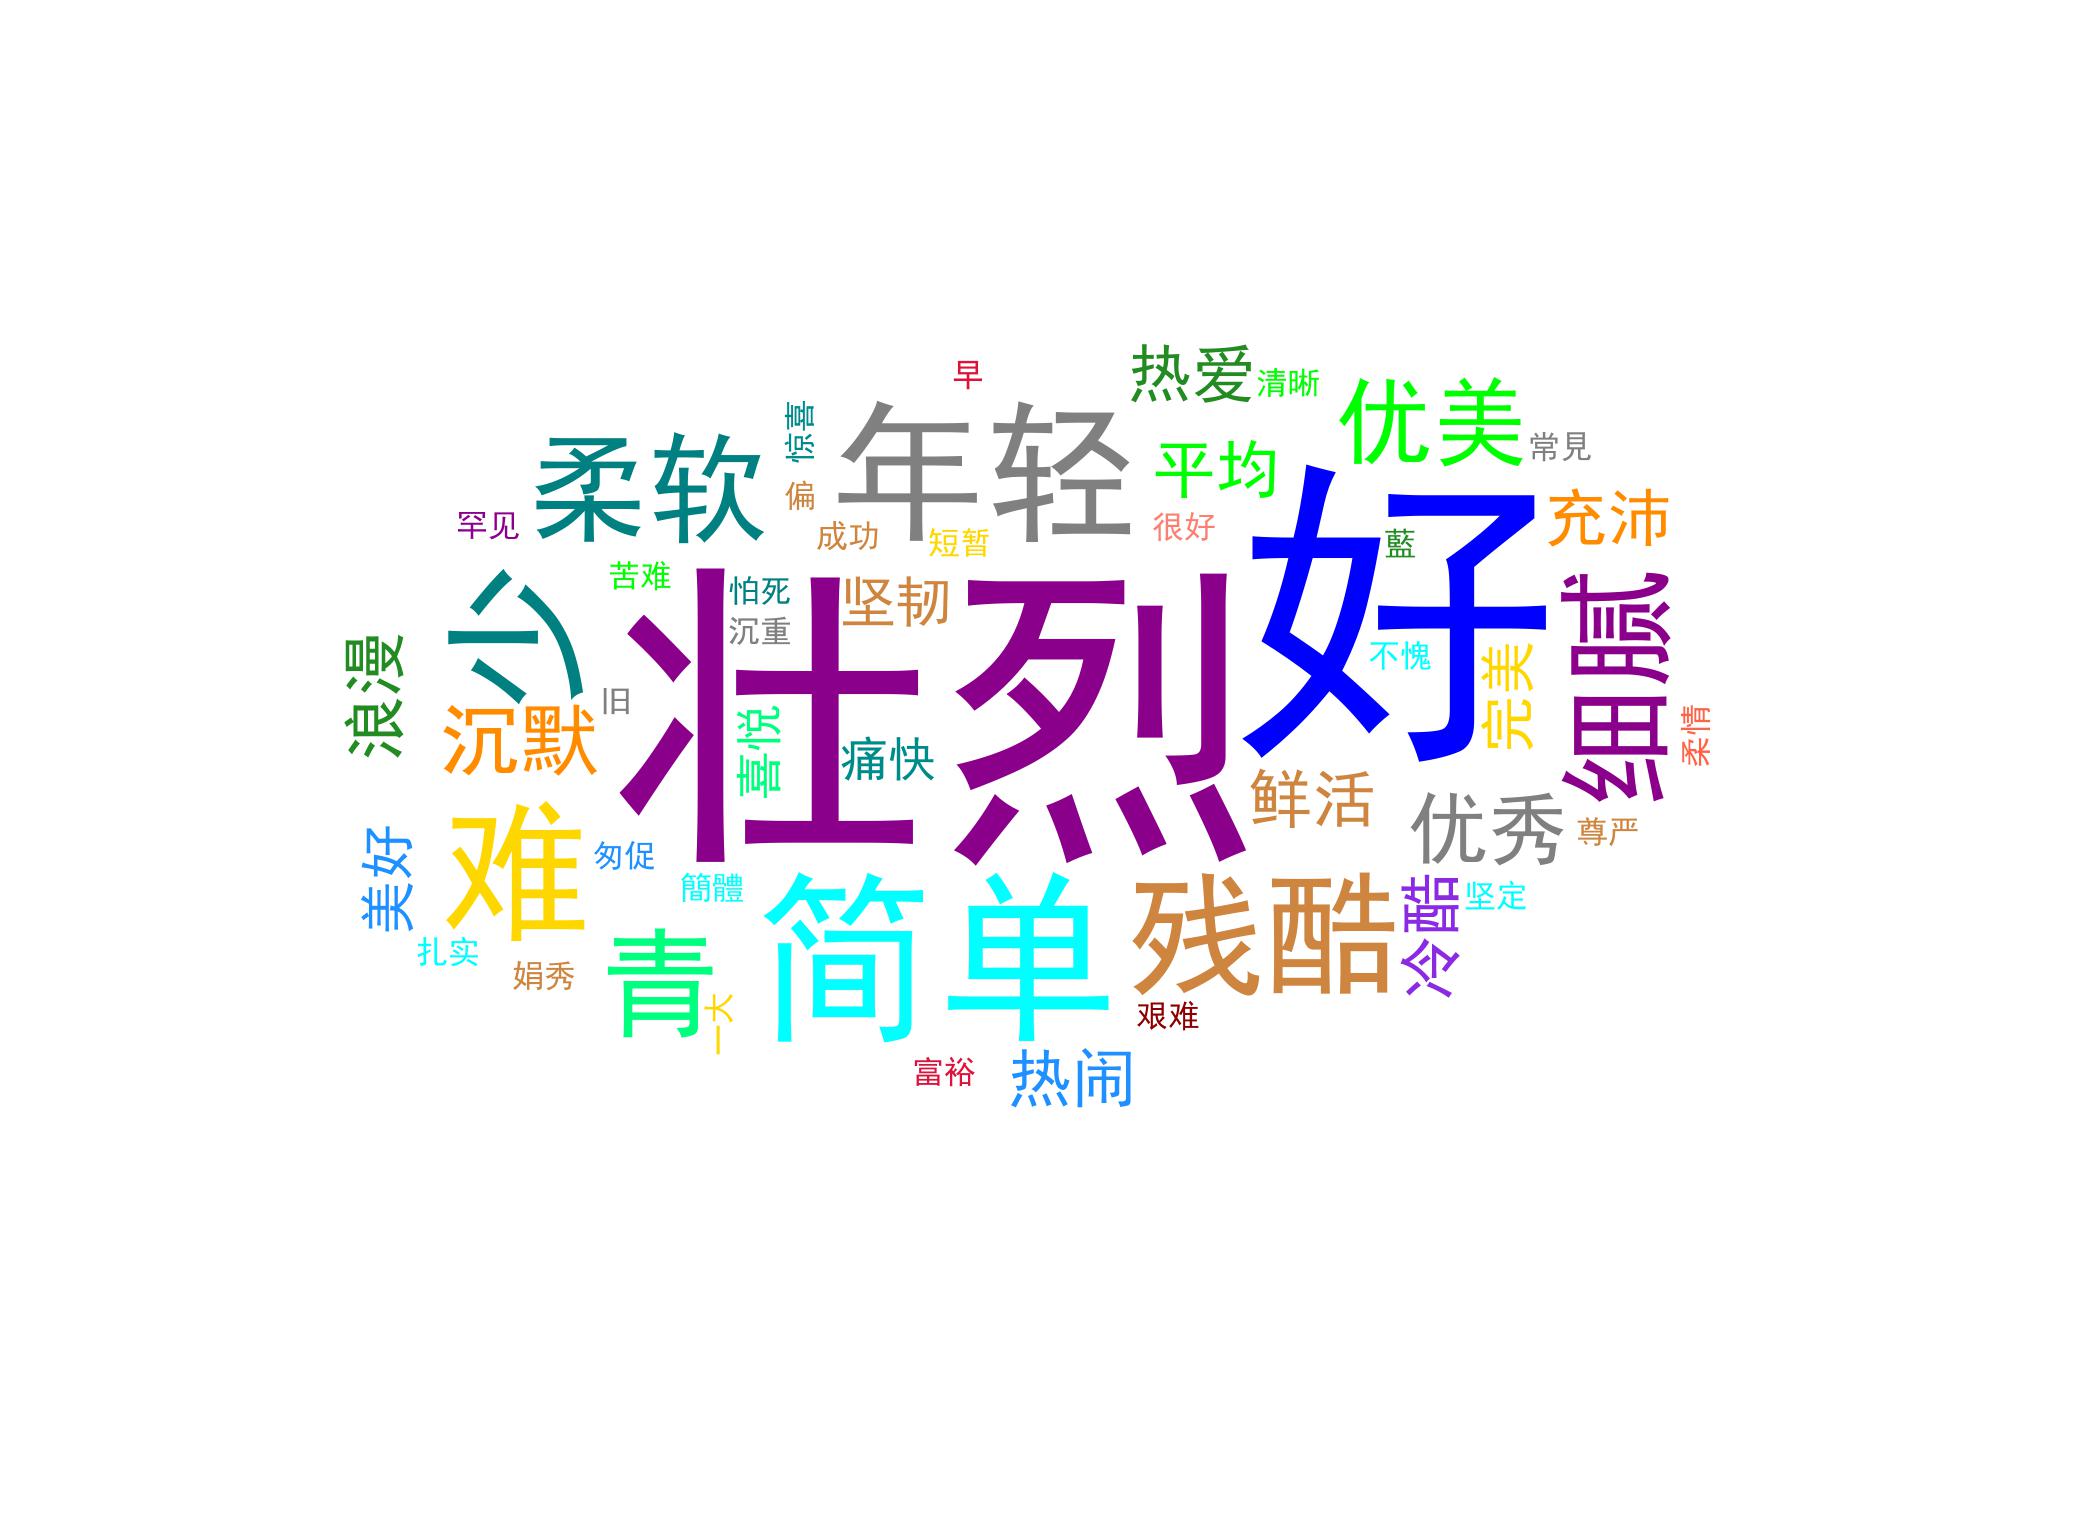 早
热爱
清晰
优美
惊喜
年轻
柔软
平均
常見
偏
罕见
成功
短暂
很好
好
藍
充沛
苦难
怕死
坚韧
壮烈
沉重
少
浪漫
旧
不愧
完美
细腻
柔情
沉默
喜悦
痛快
鲜活
优秀
尊严
美好
难
匆促
簡體
简单
残酷
冷酷
坚定
扎实
娟秀
青
一大
艰难
富裕
热闹